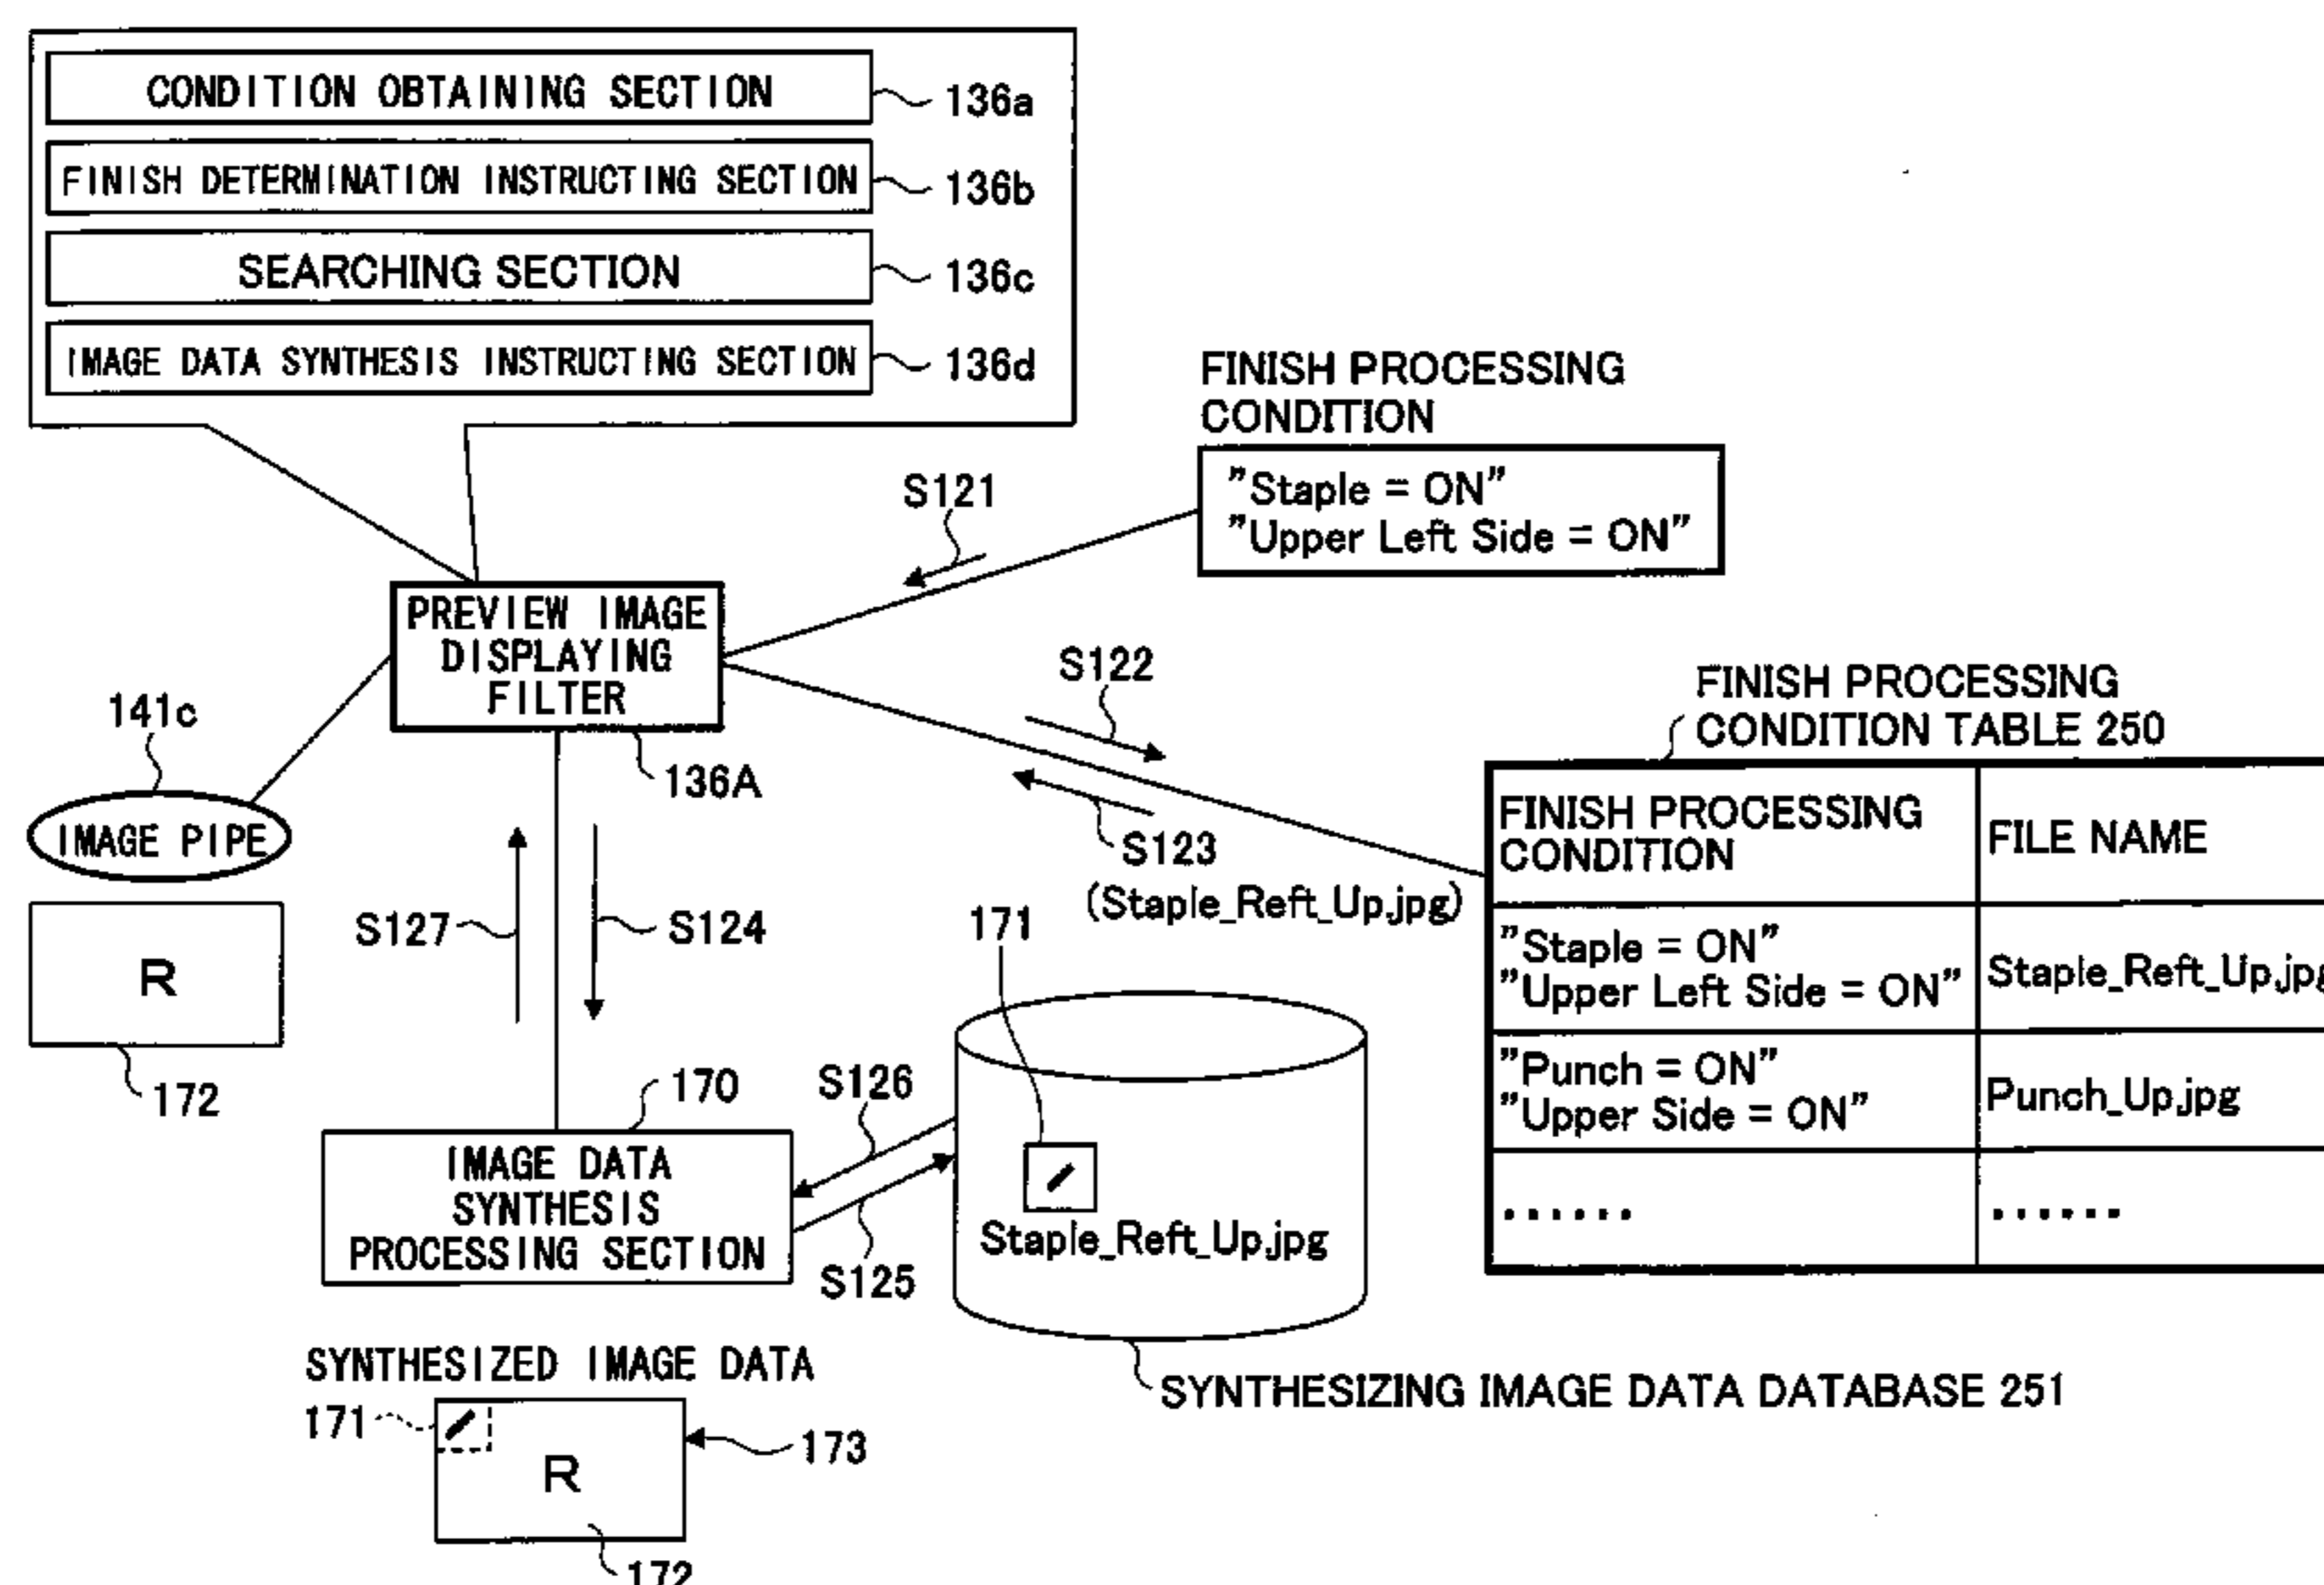 CONDITION OBTAINING SECTION
136a
FINISH DETERMINATION INSTRUCTING SECTION
136b
SEARCHING SECTION
136c
IMAGE DATA SYNTHESIS INSTRUCTING SECTION
136d
FINISH PROCESSING
CONDITION
"Staple = ON"
"Upper Left Side = ON"
S121
PREVIEW IMAGE
DISPLAYING
FILTER
136A
S122
S123
(Staple_Reft_Up.jpg)
141c
IMAGE PIPE
R
172
S127
S124
FINISH PROCESSING
CONDITION TABLE 250
FINISH PROCESSING
CONDITION
FILE NAME
"Staple = ON"
"Upper Left Side = ON"
Staple_Reft_Up.jpg
"Punch = ON"
"Upper Side = ON"
Punch_Up.jpg
......
......
170
IMAGE DATA
SYNTHESIS
PROCESSING SECTION
S126
S125
171
Staple_Reft_Up.jpg
SYNTHESIZING IMAGE DATA DATABASE 251
SYNTHESIZED IMAGE DATA
171
R
173
172